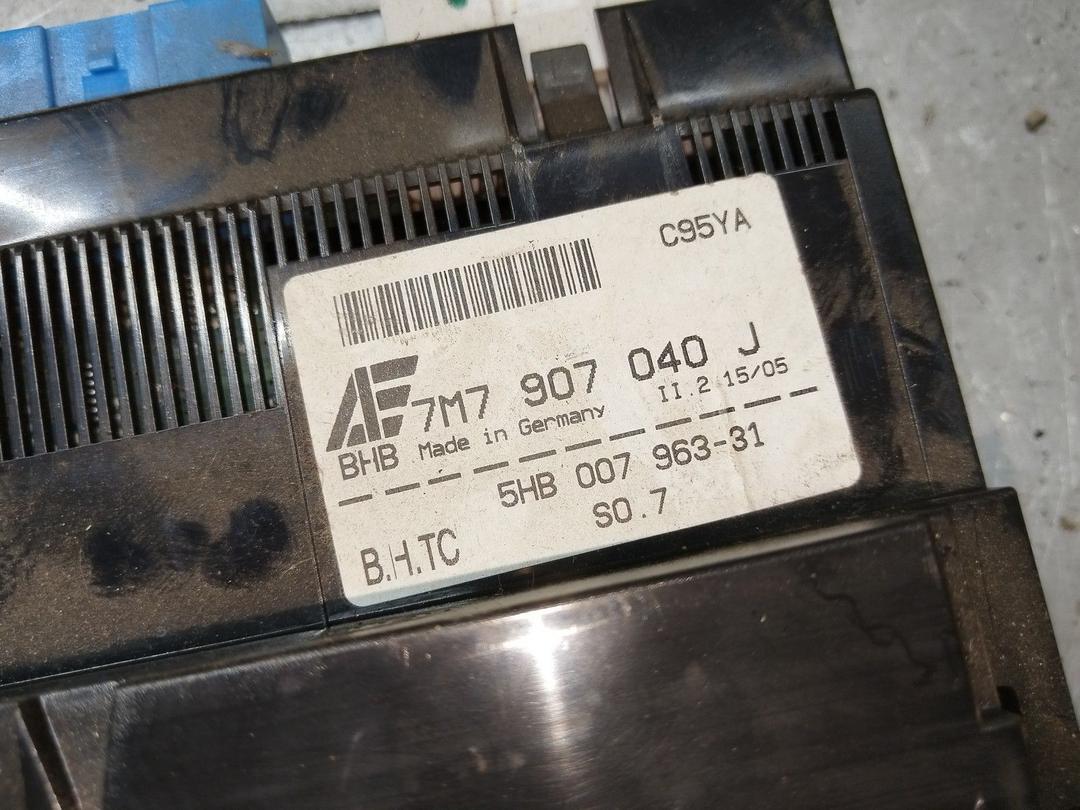 C95YA
AE 7M7 907 040 J
BHB Made in Germany II.2 15/05
5HB 007 963-31
SO.7
B.H.TC